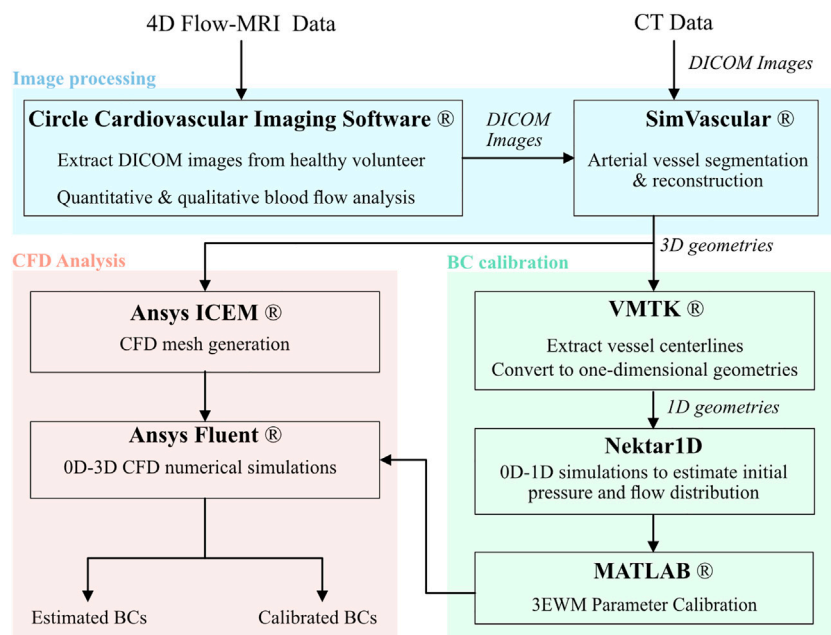 4D Flow-MRI Data
CT Data
DICOM Images
Image processing
Circle Cardiovascular Imaging Software ®
Extract DICOM images from healthy volunteer
Quantitative & qualitative blood flow analysis
DICOM
Images
SimVascular ®
Arterial vessel segmentation
& reconstruction
3D geometries
CFD Analysis
Ansys ICEM ®
CFD mesh generation
Ansys Fluent ®
0D-3D CFD numerical simulations
Estimated BCs
Calibrated BCs
BC calibration
VMTK ®
Extract vessel centerlines
Convert to one-dimensional geometries
1D geometries
Nektar1D
0D-1D simulations to estimate initial
pressure and flow distribution
MATLAB ®
3EWM Parameter Calibration